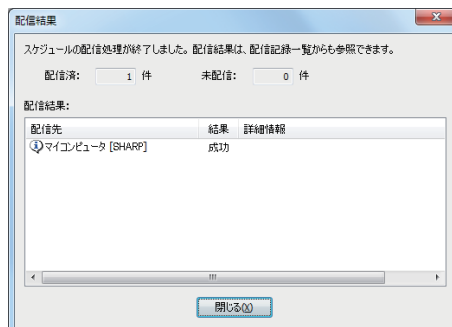 配信結果
スケジュールの配信処理が終了しました。配信結果は、配信記録一覧からも参照できます。
配信済: 1 件 未配信: 0 件
配信結果:
配信先 結果 詳細情報
マイコンピュータ [SHARP] 成功
閉じる(X)